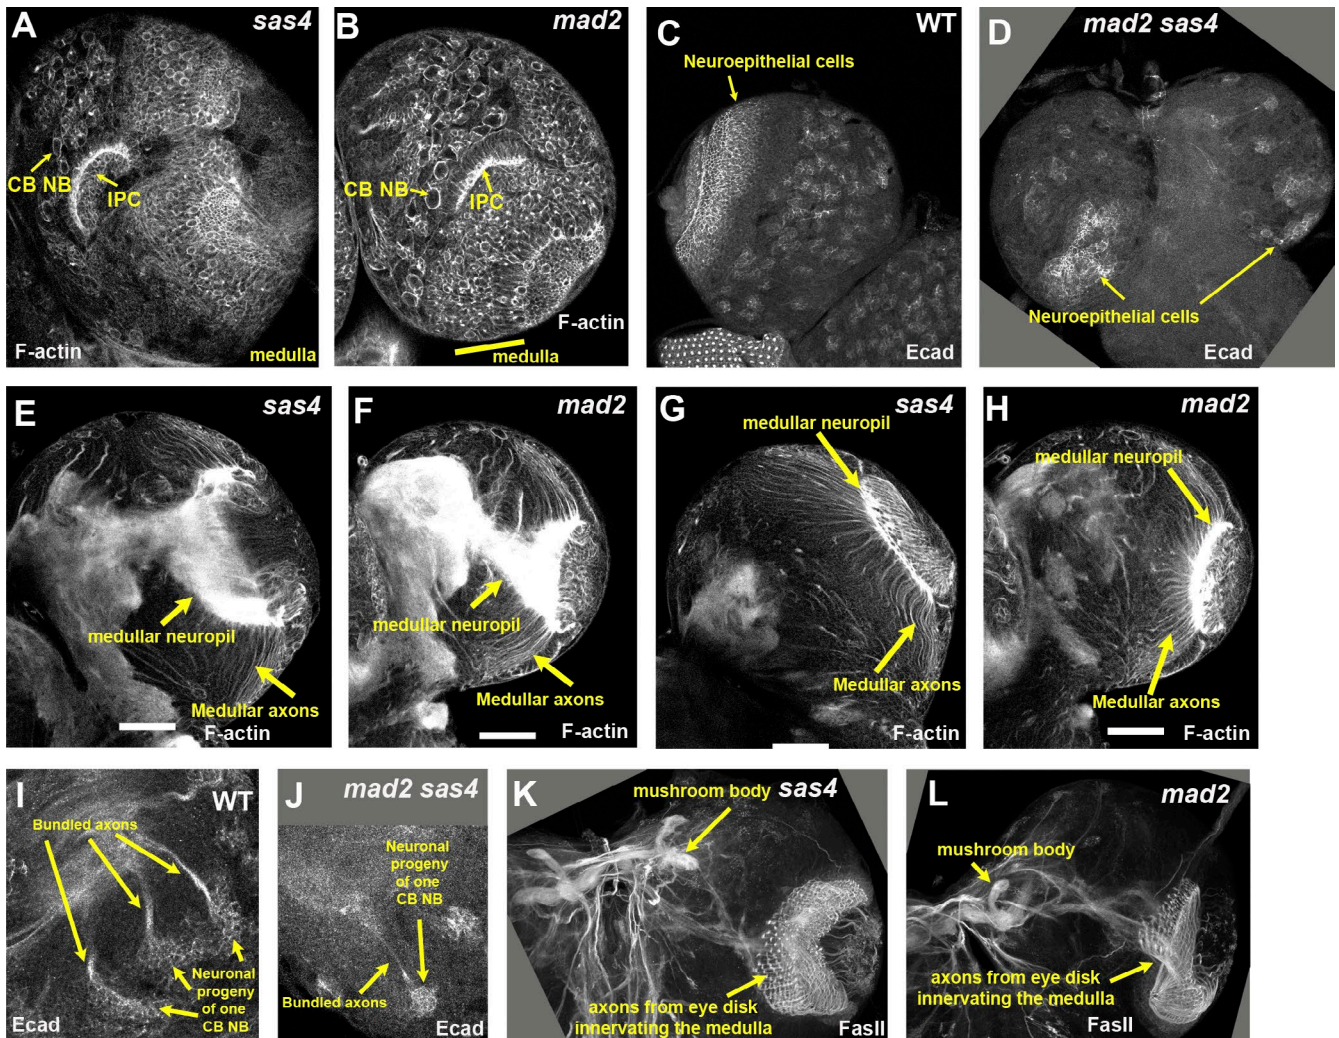 A
sas4
CB NB
IPC
F-actin
medulla
B
mad2
CB NB
IPC
F-actin
medulla
C
WT
Neuroepithelial cells
Ecad
D
mad2 sas4
Neuroepithelial cells
Ecad
E
sas4
medullar neuropil
Medullar axons
F-actin
F
mad2
medullar neuropil
Medullar axons
F-actin
G
sas4
medullar neuropil
Medullar axons
F-actin
H
mad2
medullar neuropil
Medullar axons
F-actin
I
WT
Bundled axons
Neuronal
progeny
of one
CB NB
Ecad
J
mad2 sas4
Neuronal
progeny
of one
CB NB
Bundled axons
Ecad
K
sas4
mushroom body
axons from eye disk
innervating the medulla
FasII
L
mad2
mushroom body
axons from eye disk
innervating the medulla
FasII